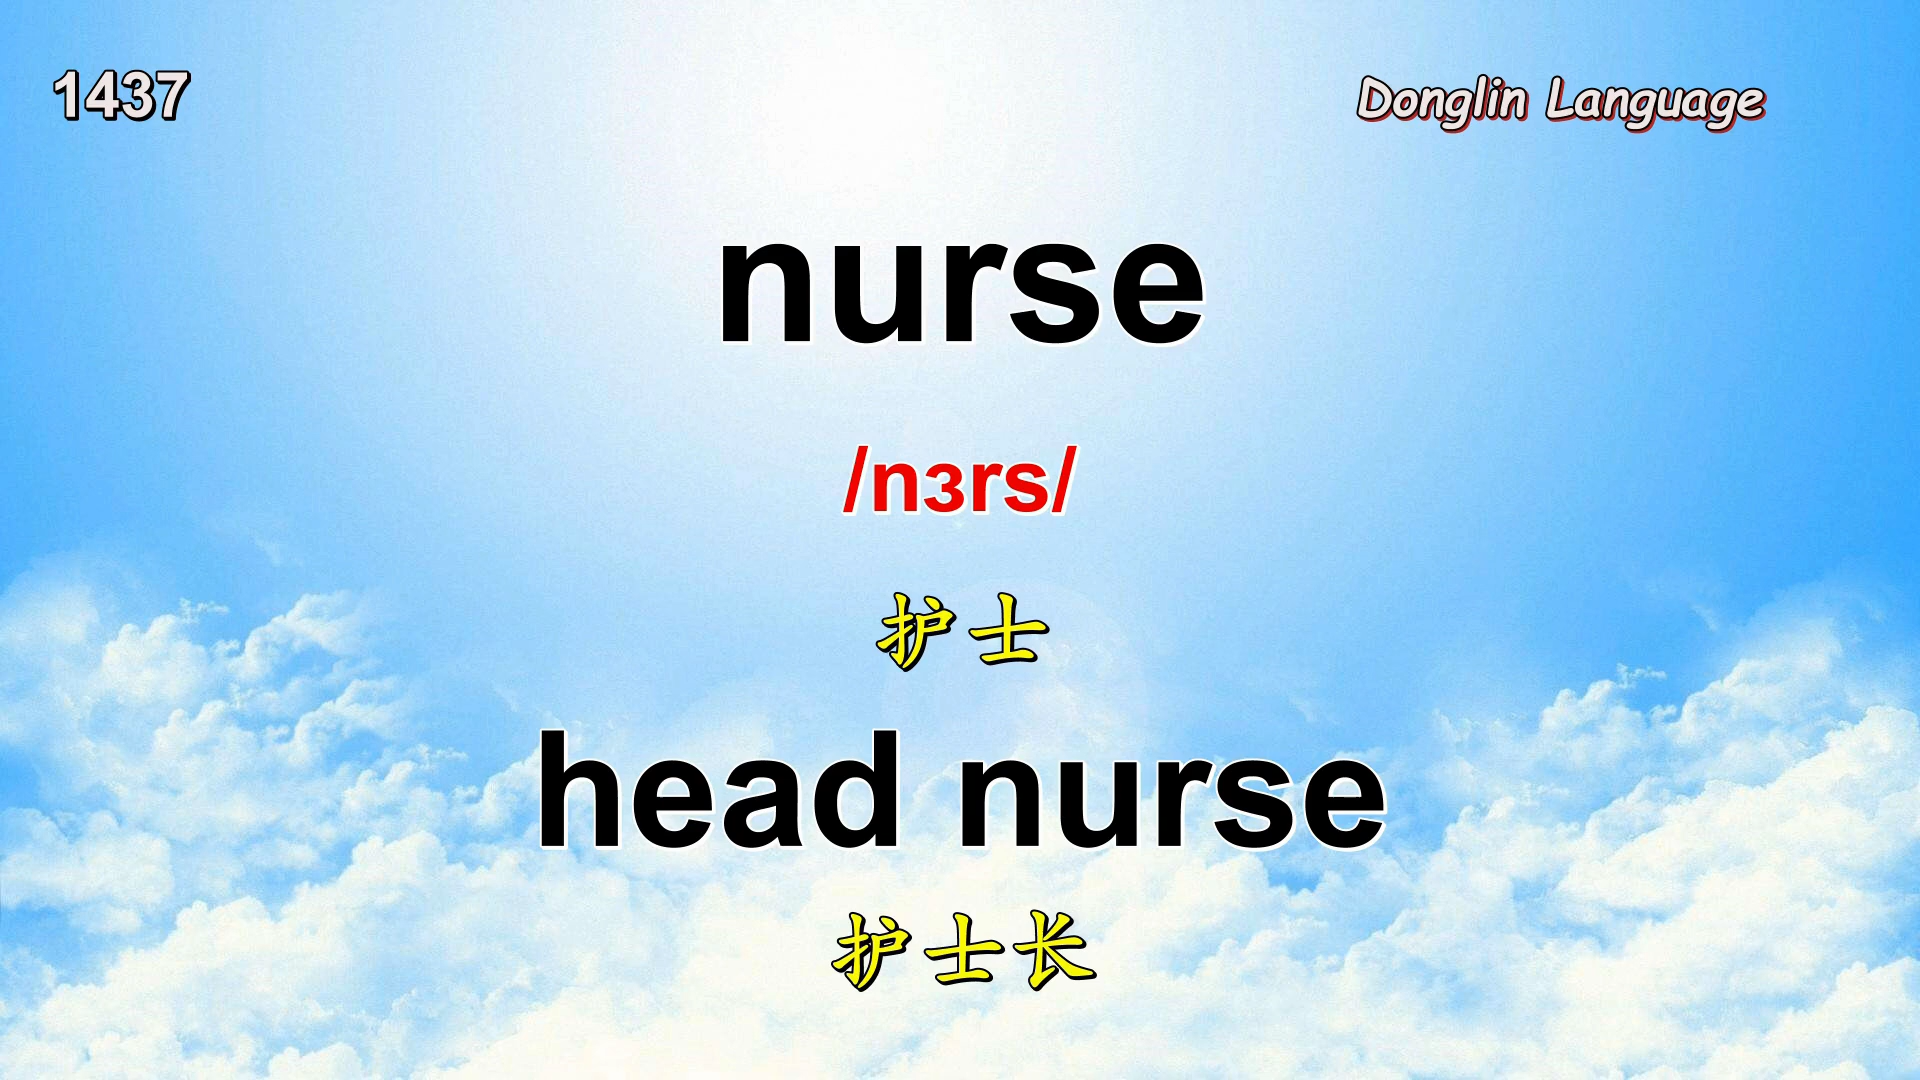 1437
Donglin Language
nurse
/nɜrs/
护士
head nurse
护士长